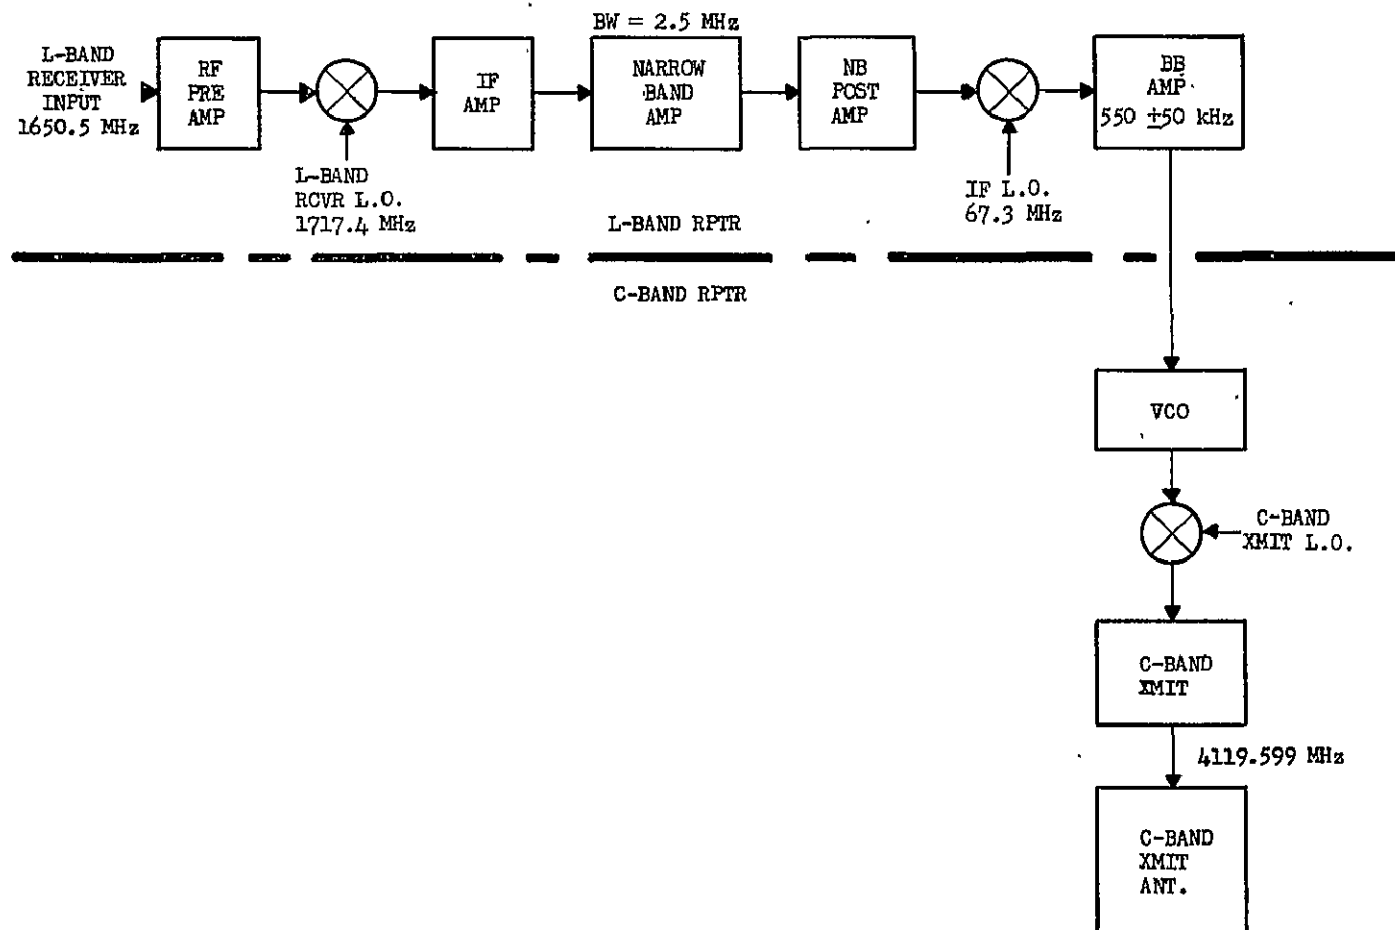 BW = 2.5 MHz
L-BAND
RECEIVER
INPUT
1650.5 MHz
RF
PRE
AMP
IF
AMP
NARROW
BAND
AMP
NB
POST
AMP
BB
AMP
550 ±50 kHz
L-BAND
RCVR L.O.
1717.4 MHz
IF L.O.
67.3 MHz
L-BAND RPTR
C-BAND RPTR
VCO
C-BAND
XMIT L.O.
C-BAND
XMIT
4119.599 MHz
C-BAND
XMIT
ANT.